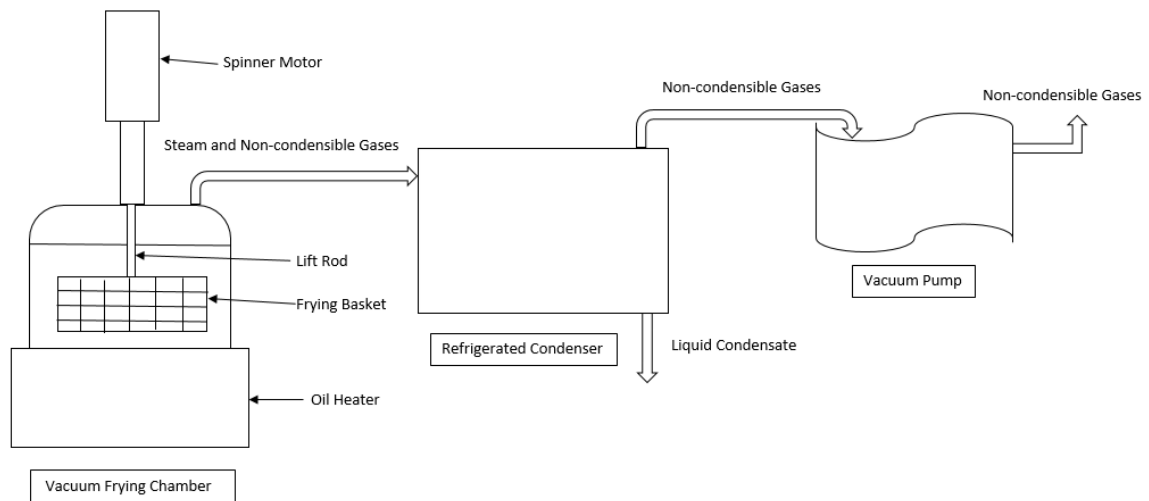 Spinner Motor
Non-condensible Gases
Non-condensible Gases
Steam and Non-condensible Gases
Lift Rod
Vacuum Pump
Frying Basket
Refrigerated Condenser
Liquid Condensate
Oil Heater
Vacuum Frying Chamber